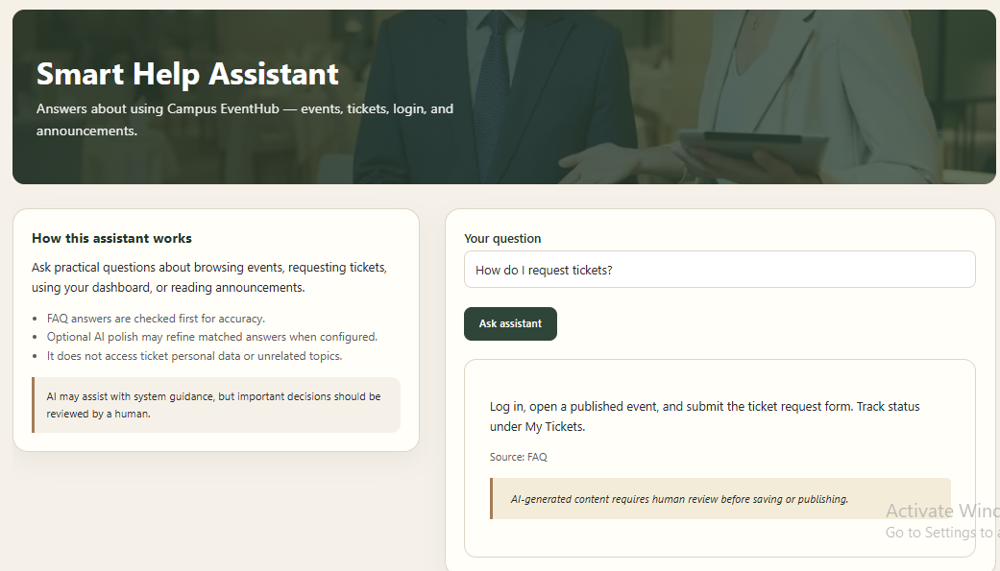 Smart Help Assistant
Answers about using Campus EventHub — events, tickets, login, and
announcements.
How this assistant works
Ask practical questions about browsing events, requesting tickets,
using your dashboard, or reading announcements.
• FAQ answers are checked first for accuracy.
• Optional AI polish may refine matched answers when configured.
• It does not access ticket personal data or unrelated topics.
AI may assist with system guidance, but important decisions should be
reviewed by a human.
Your question
How do I request tickets?
Ask assistant
Log in, open a published event, and submit the ticket request form. Track status
under My Tickets.
Source: FAQ
AI-generated content requires human review before saving or publishing.
Activate Wind
Go to Settings to a